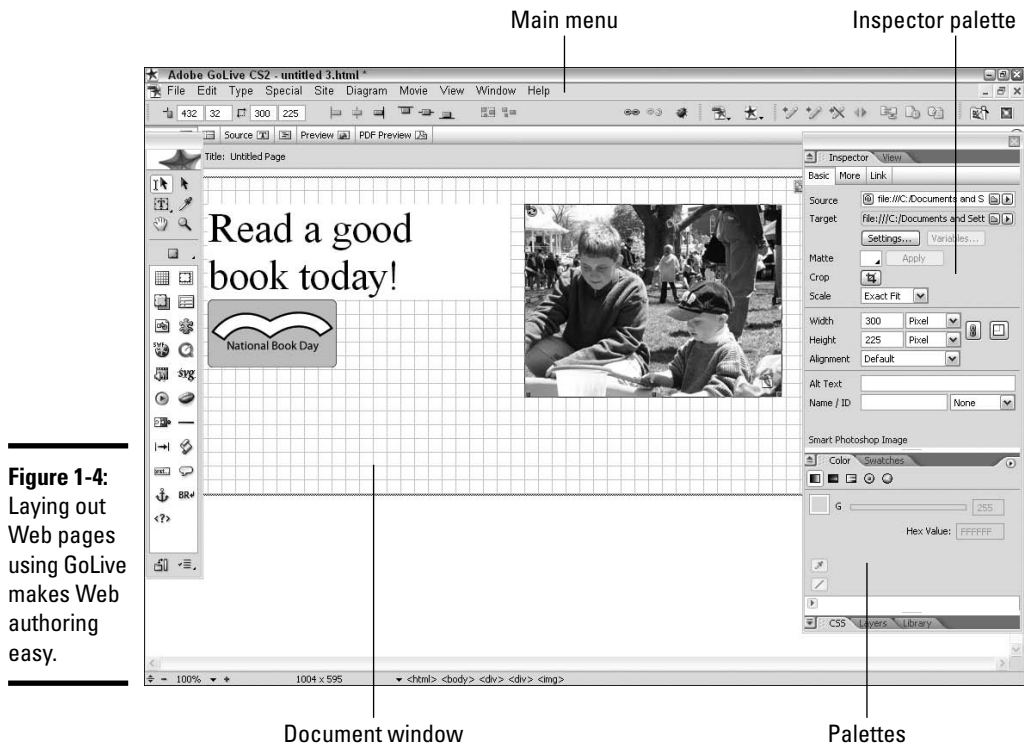 Main menu
Inspector palette
Adobe GoLive CS2 - untitled 3.html *
File Edit Type Special Site Diagram Movie View Window Help
432 32 300 225
Source Preview PDF Preview
Title: Untitled Page
Inspector View
Basic More Link
Source file:///C:/Documents and S
Target file:///C:/Documents and Sett
Settings... Variables...
Matte Apply
Crop
Scale Exact Fit
Width 300 Pixel
Height 225 Pixel
Alignment Default
Alt Text
Name / ID None
Smart Photoshop Image
Color Swatches
G 255
Hex Value: FFFFFF
CSS Layers Library
Read a good
book today!
National Book Day
svg
BR
<?>
100% 1004 x 595 <html> <body> <div> <div> <img>
Figure 1-4:
Laying out
Web pages
using GoLive
makes Web
authoring
easy.
Document window
Palettes